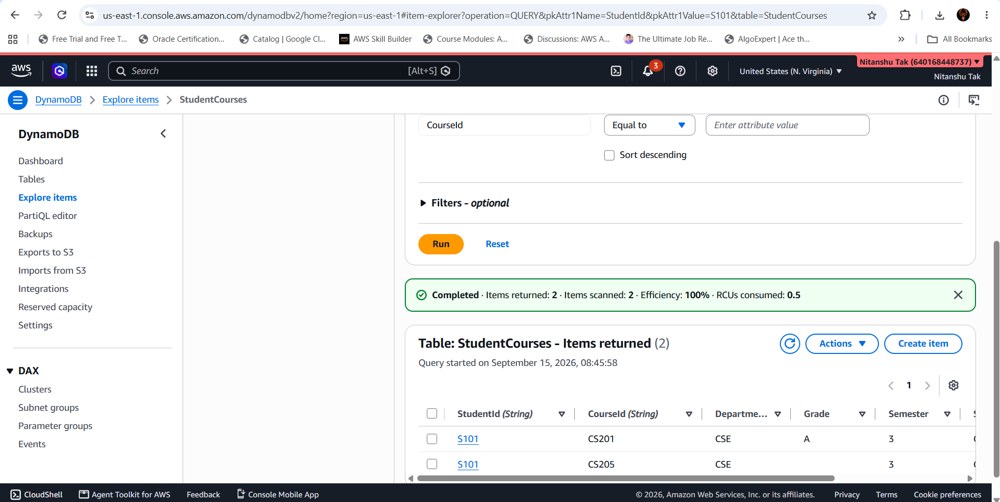 us-east-1.console.aws.amazon.com/dynamodbv2/home?region=us-east-1#item-explorer?operation=QUERY&pkAttr1Name=StudentId&pkAttr1Value=S101&table=StudentCourses
Free Trial and Free T... Oracle Certification... Catalog | Google Cl... aws AWS Skill Builder Course Modules: A... Discussions: AWS A... The Ultimate Job Re... AlgoExpert | Ace th... » All Bookmarks
aws Search [Alt+S] 3 United States (N. Virginia) Nitanshu Tak (640168448737)
Nitanshu Tak
DynamoDB Explore items StudentCourses
DynamoDB
Dashboard
Tables
Explore items
PartiQL editor
Backups
Exports to S3
Imports from S3
Integrations
Reserved capacity
Settings
DAX
Clusters
Subnet groups
Parameter groups
Events
CourseId Equal to Enter attribute value
Sort descending
Filters - optional
Run Reset
Completed · Items returned: 2 · Items scanned: 2 · Efficiency: 100% · RCUs consumed: 0.5
Table: StudentCourses - Items returned (2)
Actions Create item
Query started on September 15, 2026, 08:45:58
1
StudentId (String) CourseId (String) Departme... Grade Semester
S101 CS201 CSE A 3
S101 CS205 CSE 3
CloudShell Agent Toolkit for AWS Feedback Console Mobile App © 2026, Amazon Web Services, Inc. or its affiliates. Privacy Terms Cookie preferences